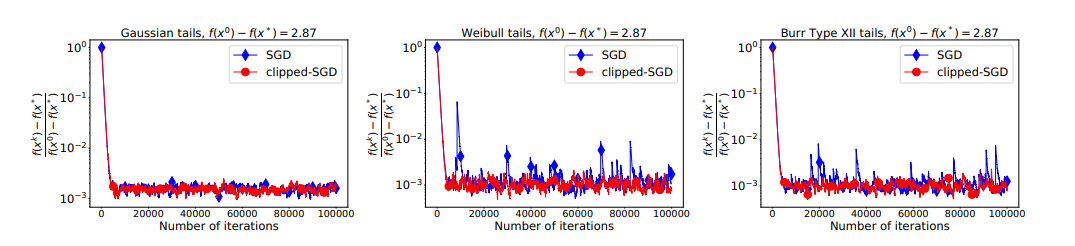 Gaussian tails, f(x⁰) − f(x*) = 2.87
f(xᵏ) − f(x*)
f(x⁰) − f(x*)
10⁰
10⁻¹
10⁻²
10⁻³
SGD
clipped-SGD
0 20000 40000 60000 80000 100000
Number of iterations
Weibull tails, f(x⁰) − f(x*) = 2.87
f(xᵏ) − f(x*)
f(x⁰) − f(x*)
10⁰
10⁻¹
10⁻²
10⁻³
SGD
clipped-SGD
0 20000 40000 60000 80000 100000
Number of iterations
Burr Type XII tails, f(x⁰) − f(x*) = 2.87
f(xᵏ) − f(x*)
f(x⁰) − f(x*)
10⁰
10⁻¹
10⁻²
10⁻³
SGD
clipped-SGD
0 20000 40000 60000 80000 100000
Number of iterations